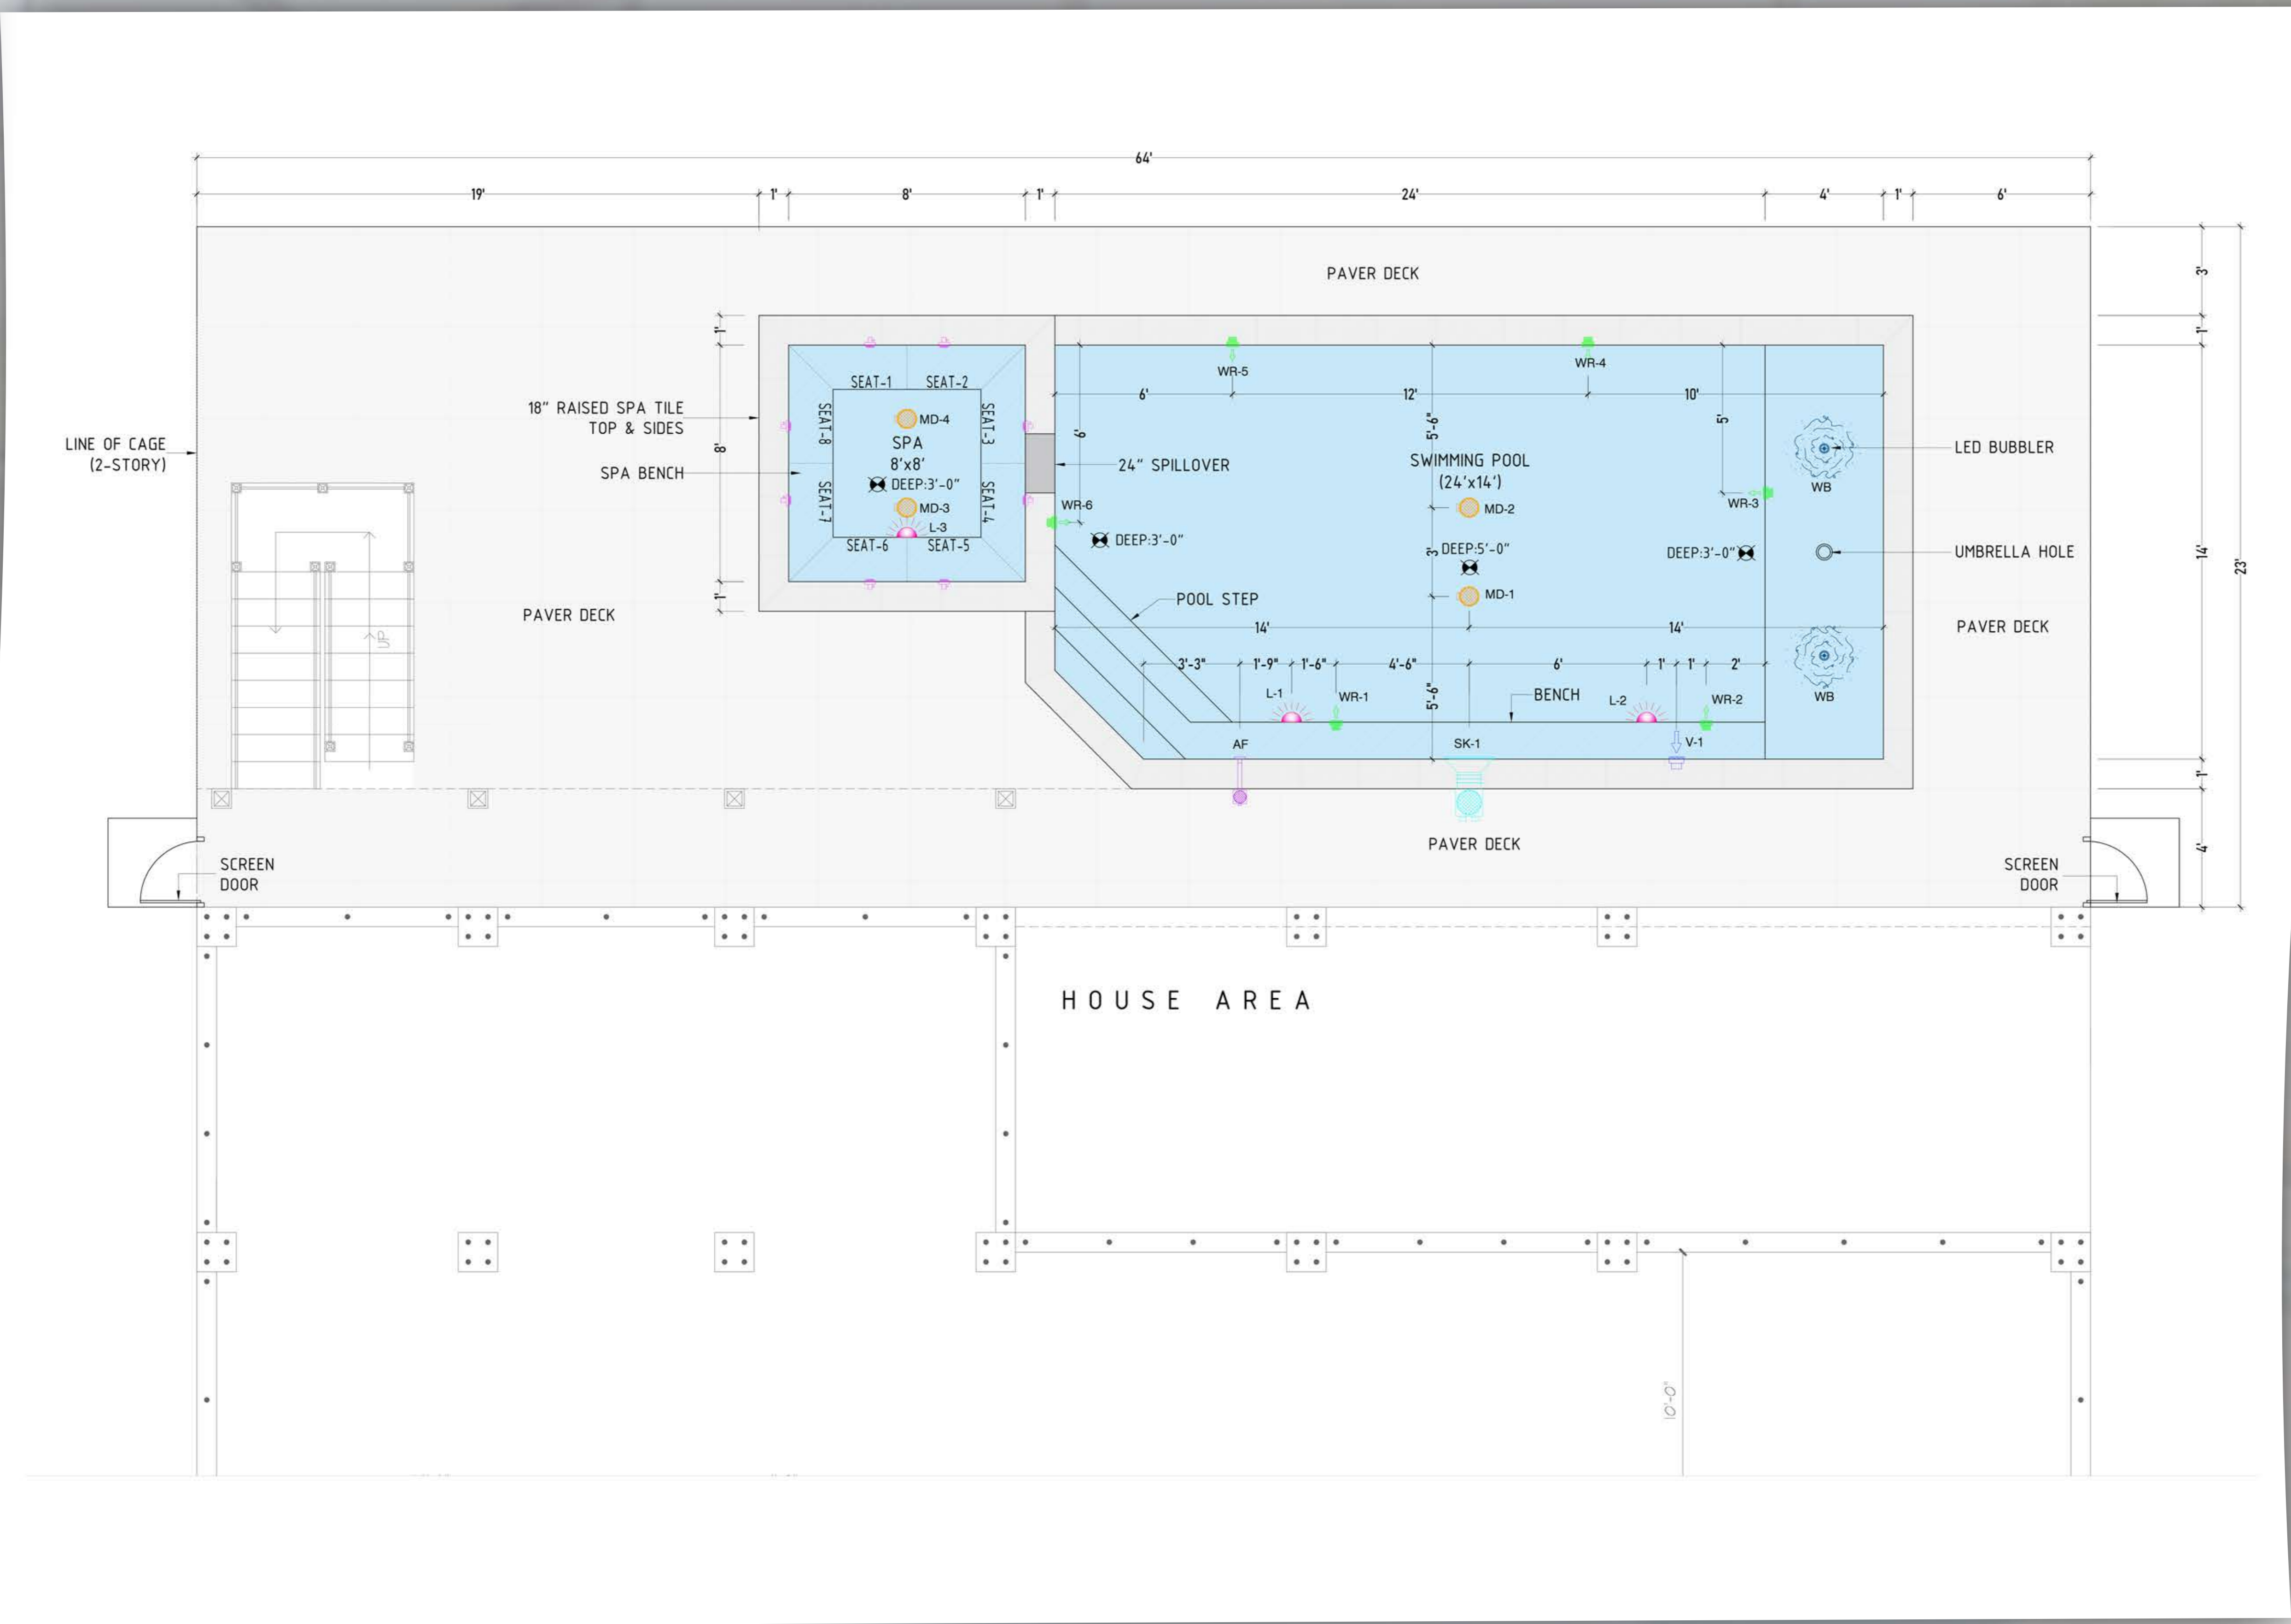 64'
19'
1'
8'
1'
24'
4'
1'
6'
PAVER DECK
3'
1'
1'
WR-5
WR-4
6'
12'
10'
SEAT-1
SEAT-2
SEAT-8
SEAT-3
MD-4
18" RAISED SPA TILE
TOP & SIDES
5'-6"
5'
LINE OF CAGE
(2-STORY)
8'
SPA
8'x8'
6'
LED BUBBLER
SPA BENCH
24" SPILLOVER
SWIMMING POOL
(24'x14')
DEEP:3'-0"
WB
SEAT-7
SEAT-4
MD-3
WR-6
MD-2
WR-3
L-3
SEAT-6
SEAT-5
DEEP:3'-0"
3'
DEEP:5'-0"
DEEP:3'-0"
UMBRELLA HOLE
14'
23'
1'
POOL STEP
MD-1
PAVER DECK
UP
14'
14'
PAVER DECK
3'-3"
1'-9"
1'-6"
4'-6"
6'
1'
1'
2'
L-1
WR-1
5'-6"
BENCH
L-2
WR-2
WB
AF
SK-1
V-1
1'
PAVER DECK
4'
SCREEN
DOOR
SCREEN
DOOR
HOUSE AREA
10'-0"